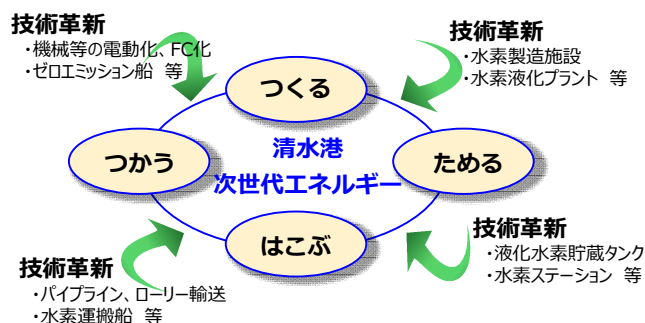 技術革新
・機械等の電動化、FC化
・ゼロエミッション船 等
技術革新
・水素製造施設
・水素液化プラント 等
つくる
つかう
清水港
次世代エネルギー
ためる
はこぶ
技術革新
・液化水素貯蔵タンク
・水素ステーション 等
技術革新
・パイプライン、ローリー輸送
・水素運搬船 等